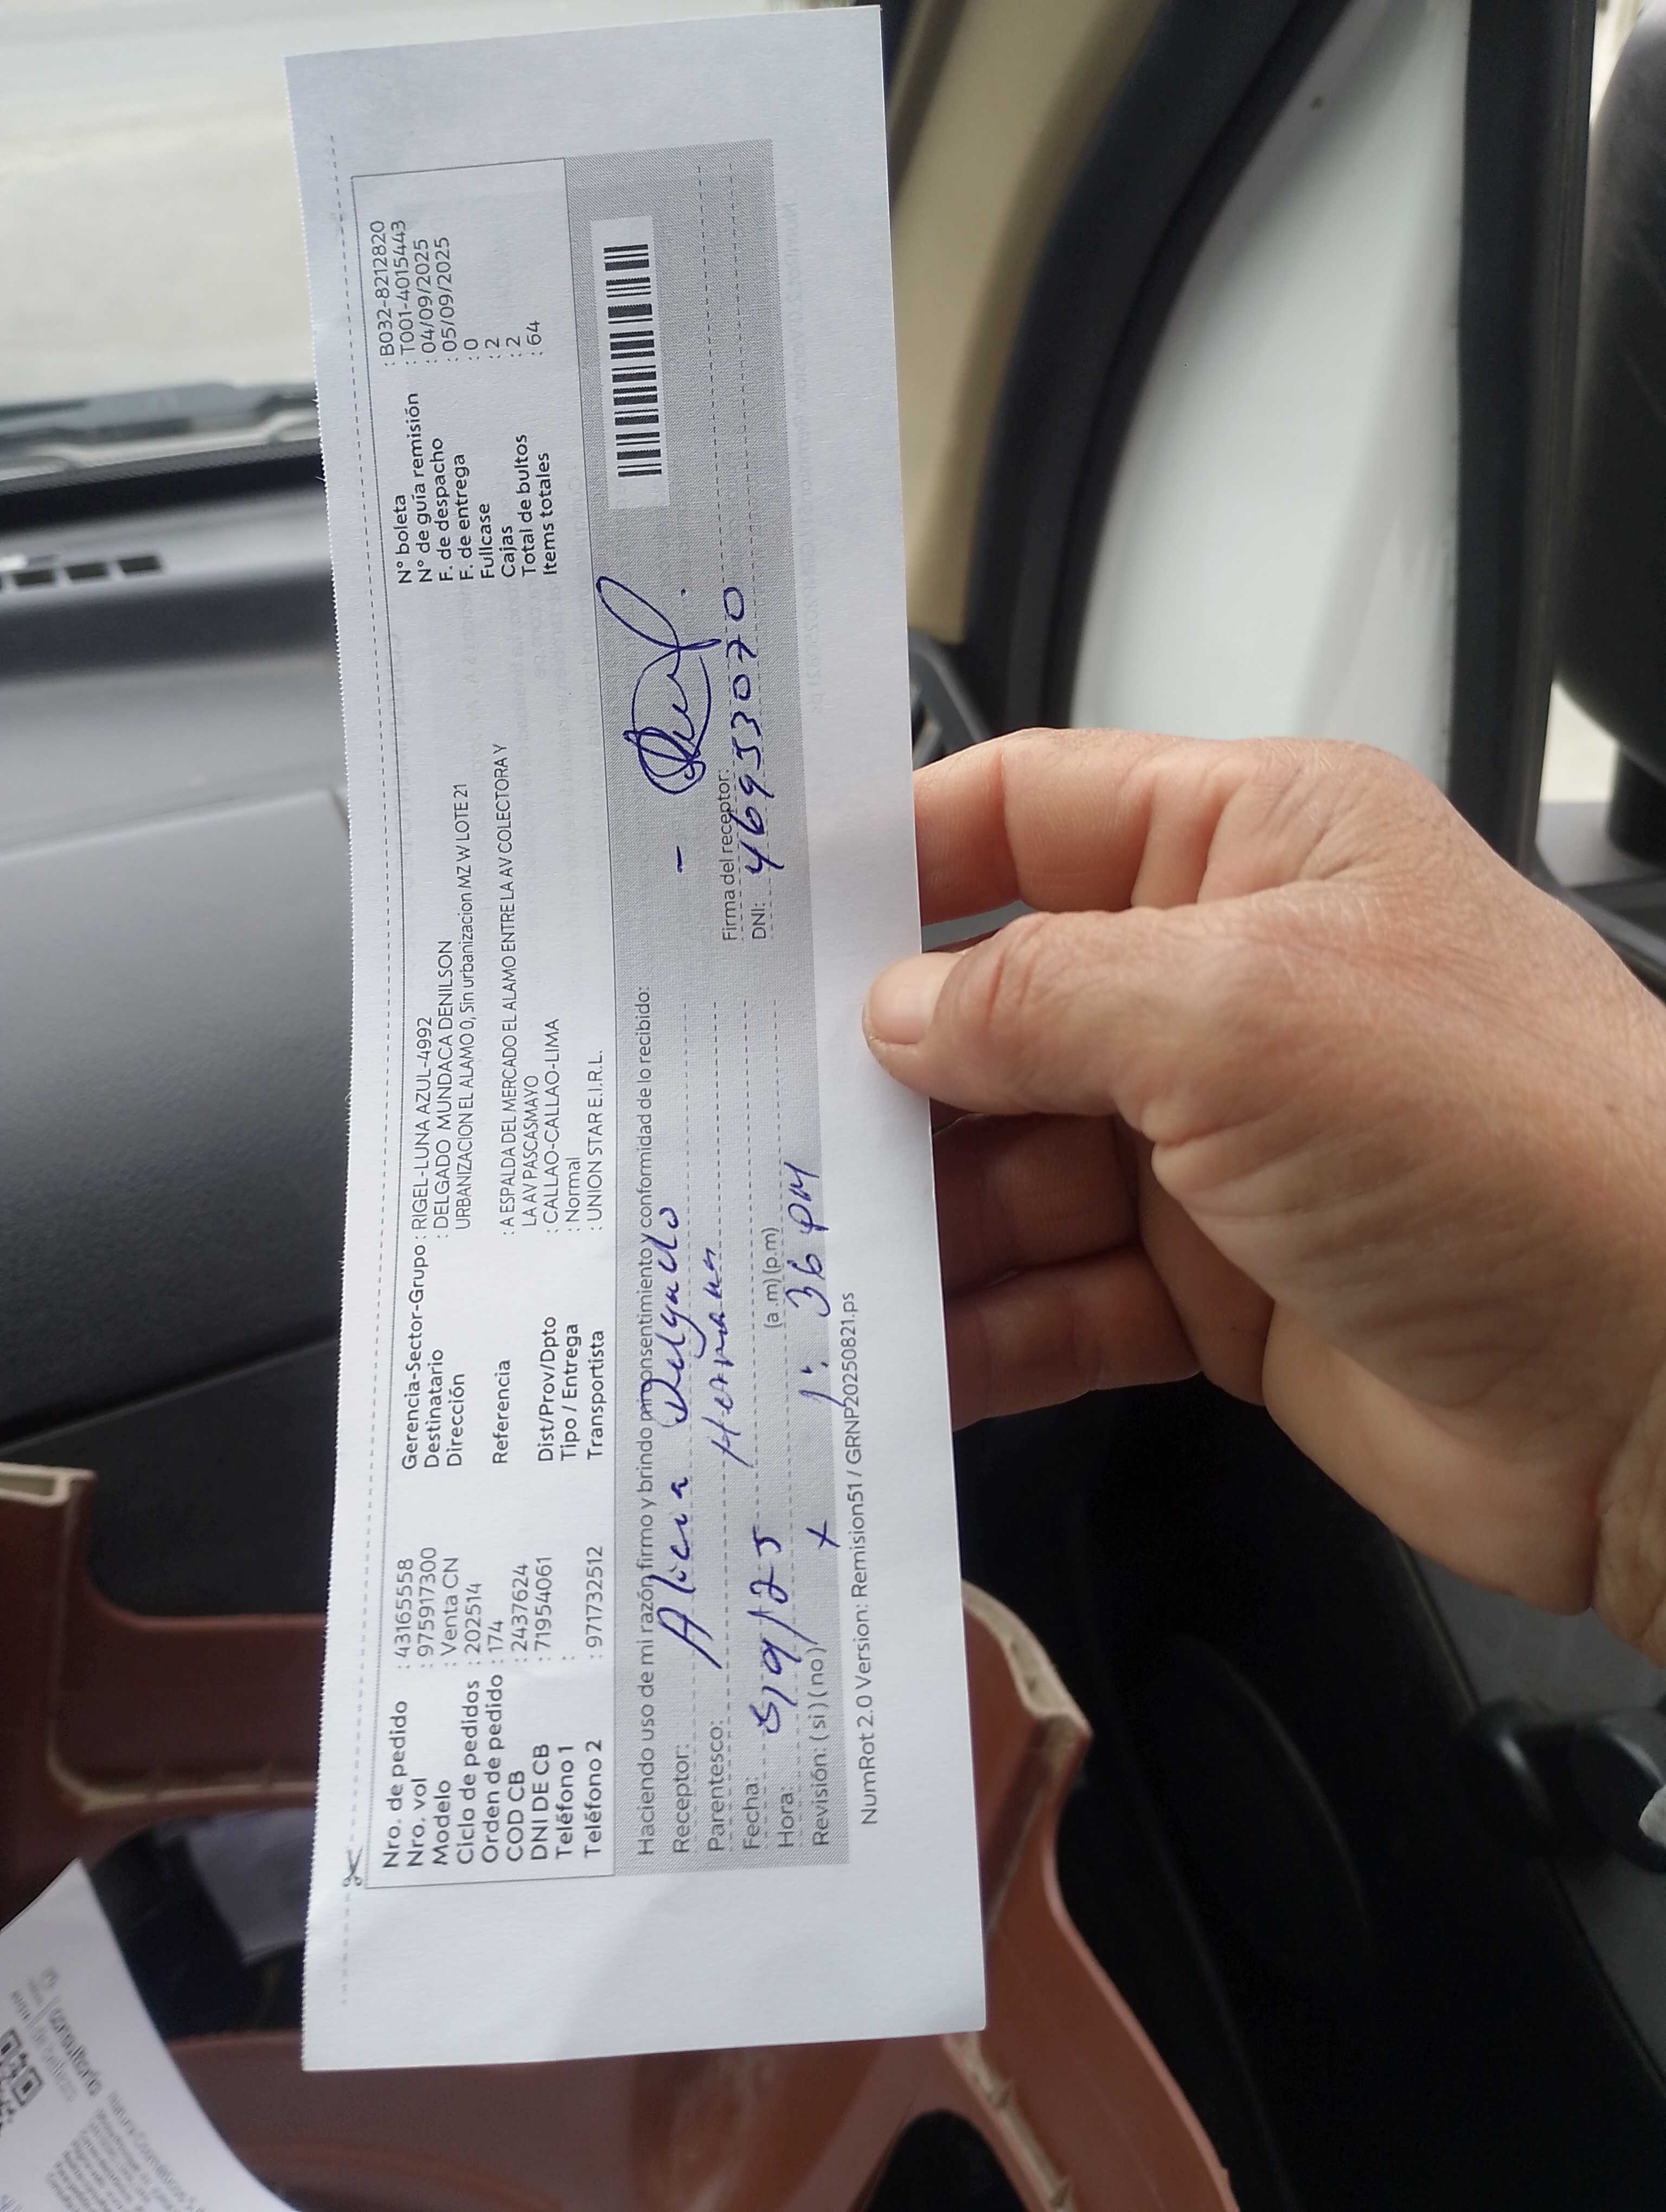 Nro. de pedido : 43165558
Nro. vol : 975917300
Modelo : Venta CN
Ciclo de pedidos : 202514
Orden de pedido : 174
COD CB : 2437624
DNI DE CB : 71954061
Teléfono 1 :
Teléfono 2 : 971732512
Gerencia-Sector-Grupo : RIGEL-LUNA AZUL-4992
Destinatario : DELGADO MUNDACA DENILSON
Dirección URBANIZACION EL ALAMO 0, Sin urbanizacion MZ W LOTE 21
Referencia : A ESPALDA DEL MERCADO EL ALAMO ENTRE LA AV COLECTORA Y
LA AV PASCASMAYO
Dist/Prov/Dpto : CALLAO-CALLAO-LIMA
Tipo / Entrega : Normal
Transportista : UNION STAR E.I.R.L.
N° boleta : B032-8212820
N° de guía remisión : T001-4015443
F. de despacho : 04/09/2025
F. de entrega : 05/09/2025
Fullcase : 0
Cajas : 2
Total de bultos : 2
Items totales : 64
Haciendo uso de mi razón firmo y brindo mi consentimiento y conformidad de lo recibido:
Receptor: Alicia Delgado
Parentesco: Hermana
Fecha: 5/9/25
Hora: (a.m) (p.m) 1:36 pm
Revisión: (si) (no) x
Firma del receptor:
DNI: 46953070
NumRot 2.0 Version: Remision51 / GRNP20250821.ps